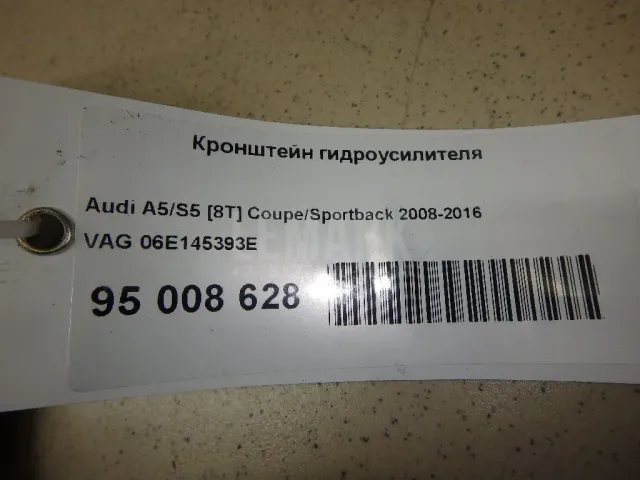 Кронштейн гидроусилителя
Audi A5/S5 [8T] Coupe/Sportback 2008-2016
VAG 06E145393E
95 008 628